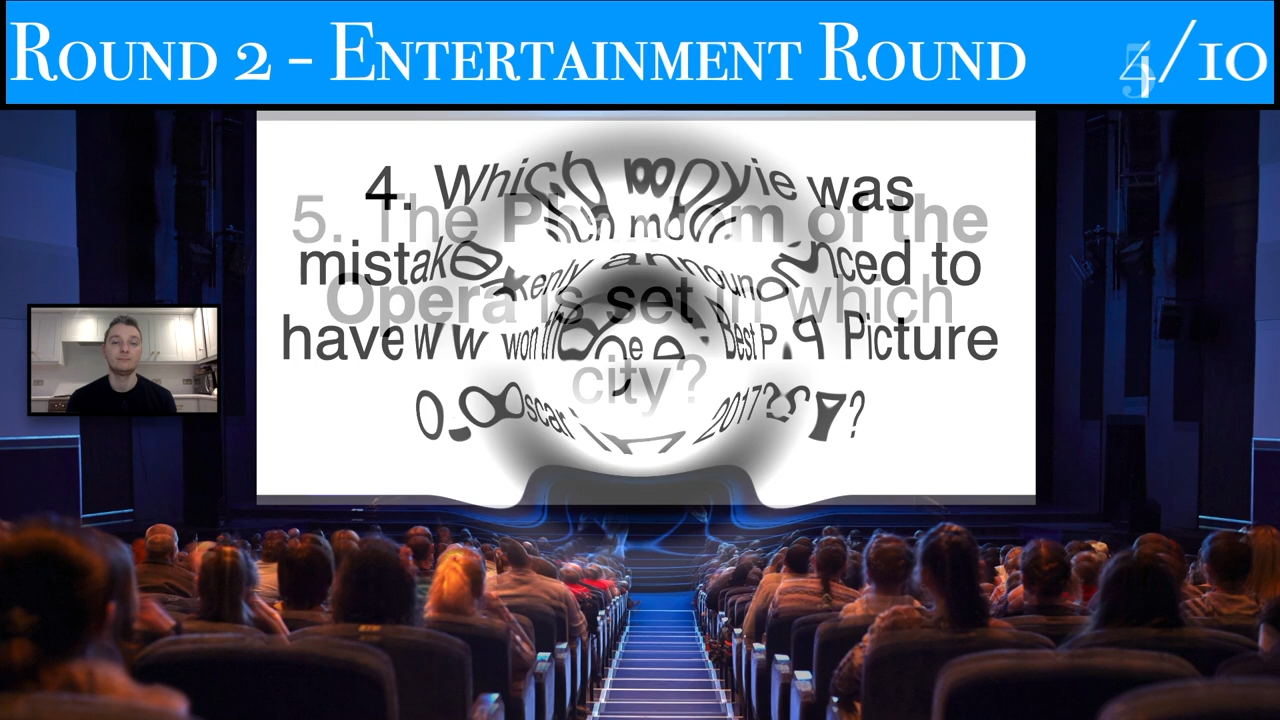 Round 2 - Entertainment Round
4/10
4. Which movie was
mistakenly announced to
have won the Best Picture
Oscar in 2017?
5. The Phantom of the
Opera is set in which
city?